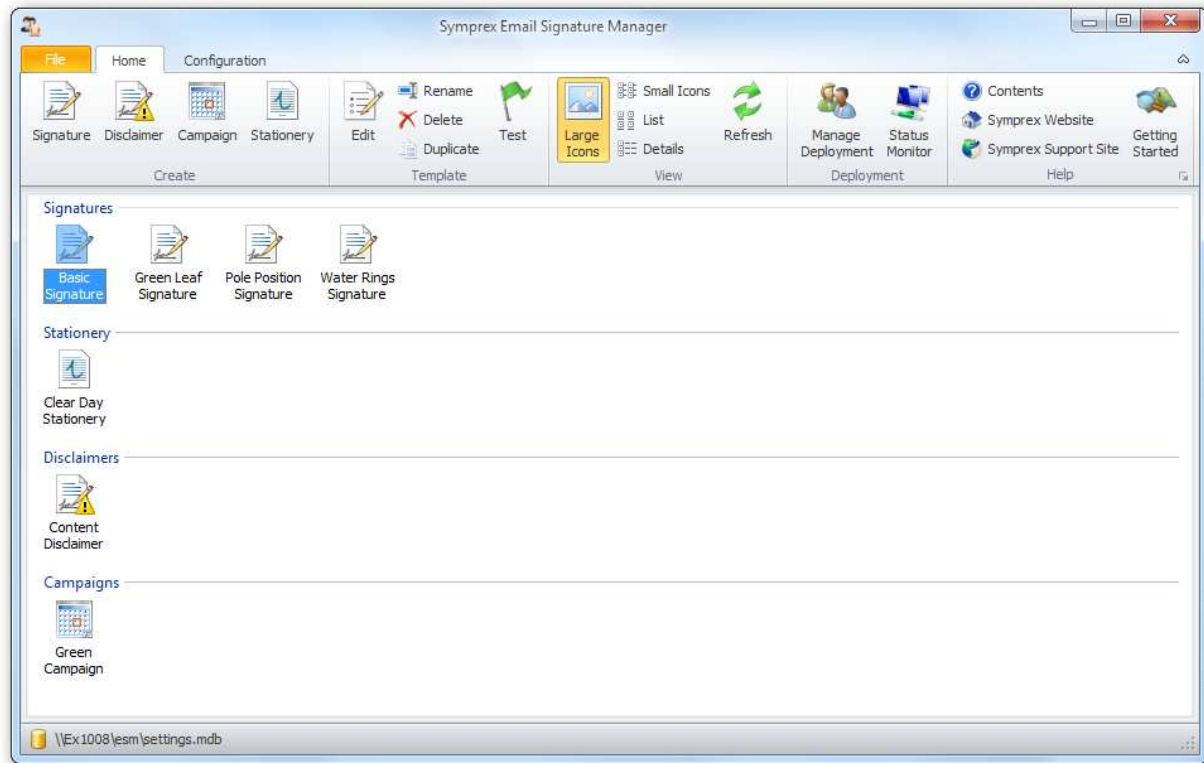 Symprex Email Signature Manager
File Home Configuration
Signature Disclaimer Campaign Stationery
Create
Edit
Rename
Delete
Duplicate
Test
Template
Large
Icons
Small Icons
List
Details
Refresh
View
Manage
Deployment
Status
Monitor
Deployment
Contents
Symprex Website
Symprex Support Site
Getting
Started
Help
Signatures
Basic
Signature
Green Leaf
Signature
Pole Position
Signature
Water Rings
Signature
Stationery
Clear Day
Stationery
Disclaimers
Content
Disclaimer
Campaigns
Green
Campaign
\\Ex1008\esm\settings.mdb